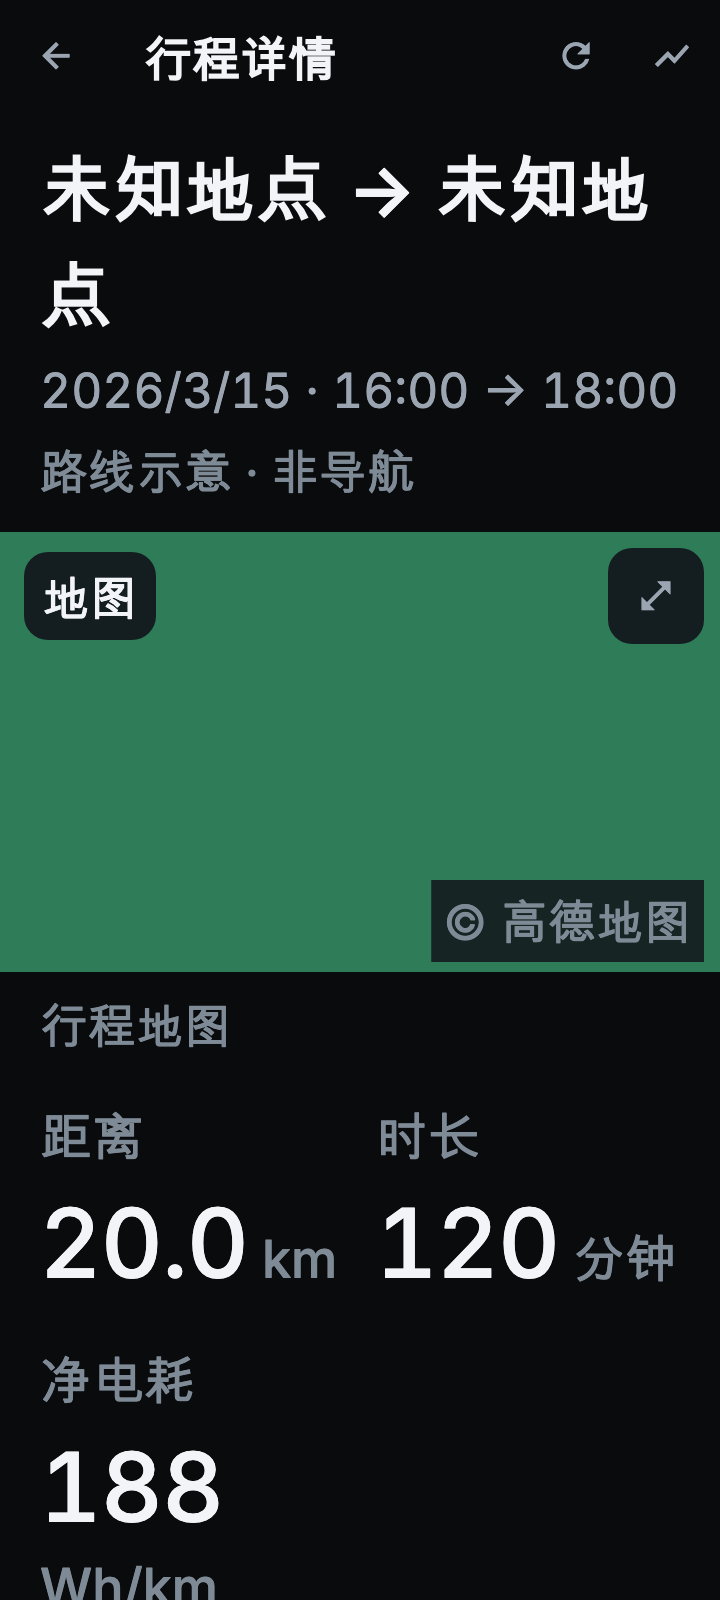 行程详情
未知地点 → 未知地
点
2026/3/15 · 16:00 → 18:00
路线示意 · 非导航
地图
© 高德地图
行程地图
距离 时长
20.0 km 120 分钟
净电耗
188
Wh/km